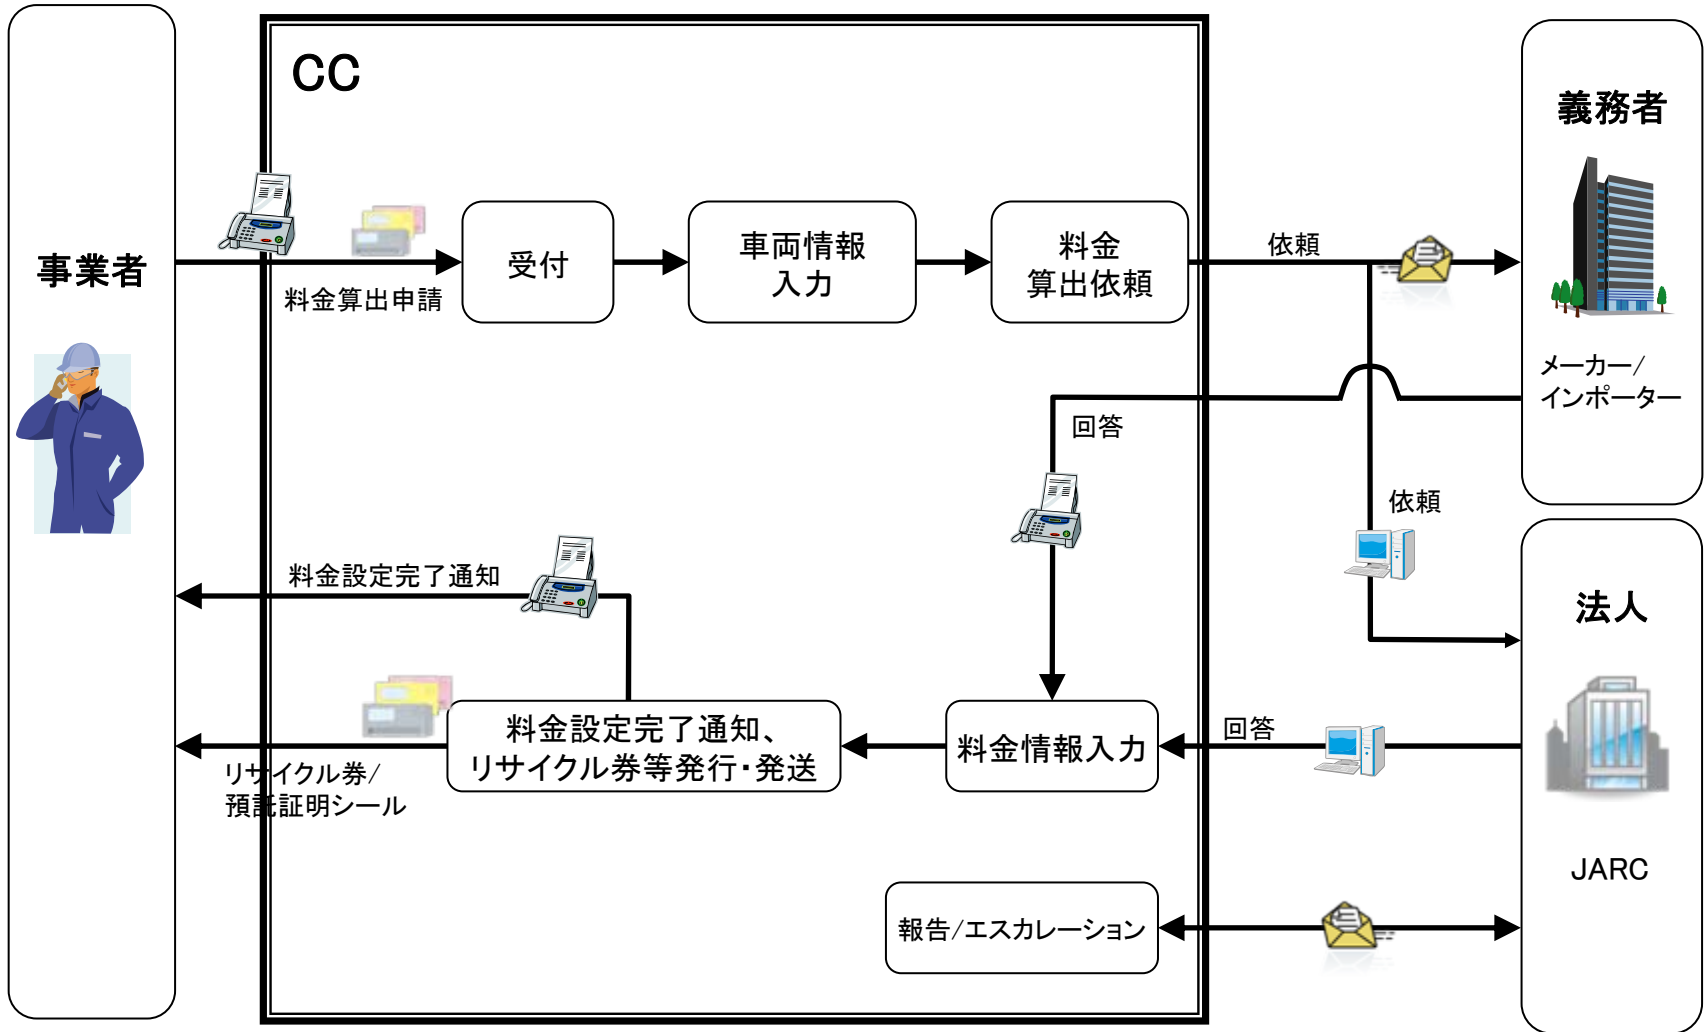 CC
義務者
事業者
受付
車両情報
入力
料金
算出依頼
依頼
料金算出申請
メーカー/
インポーター
回答
依頼
料金設定完了通知
法人
料金設定完了通知、
リサイクル券等発行・発送
料金情報入力
回答
リサイクル券/
預託証明シール
JARC
報告/エスカレーション